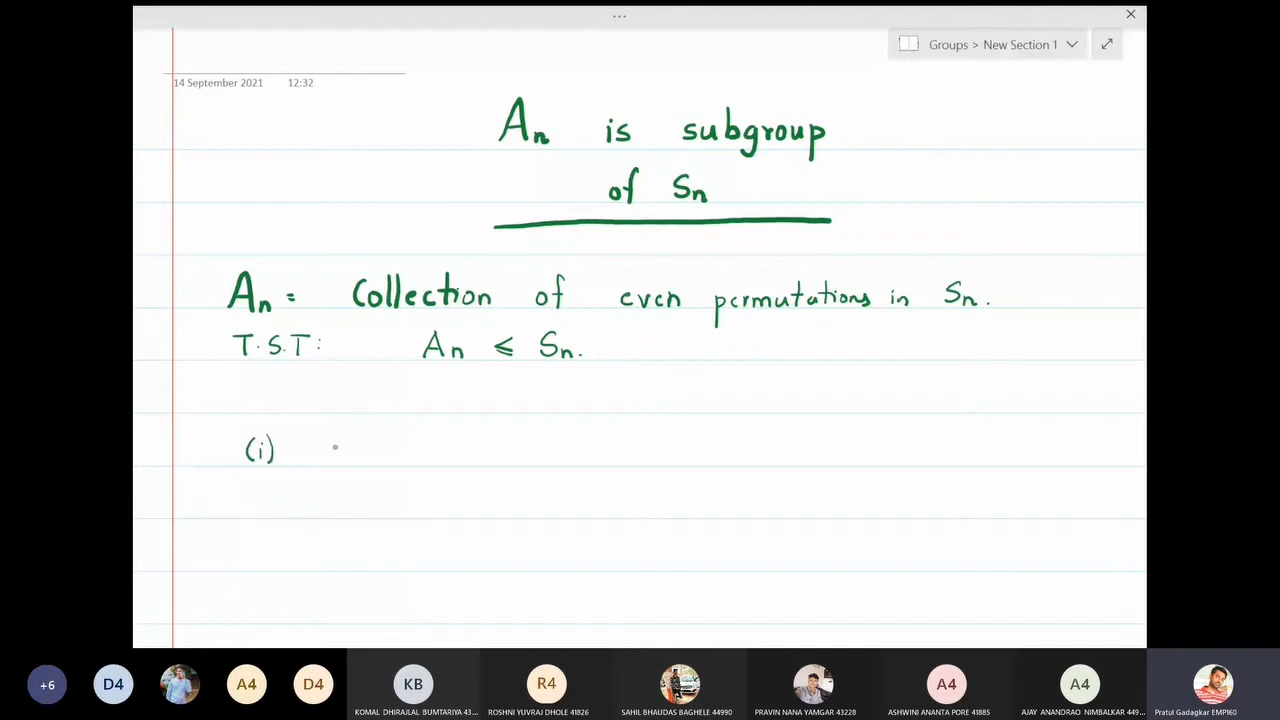 Groups > New Section 1
14 September 2021 12:32
An is subgroup
of Sn
An = Collection of even permutations in Sn.
T.S.T: An ≤ Sn.
(i)
+6 D4 A4 D4 KB R4 A4 A4
KOMAL DHIRAJLAL BUMTARIYA 43... ROSHNI YUVRAJ DHOLE 41826 SAHIL BHAUDAS BAGHELE 44990 PRAVIN NANA YAMGAR 43228 ASHWINI ANANTA PORE 41885 AJAY ANANDRAO NIMBALKAR 449... Pratul Gadagkar EMP160